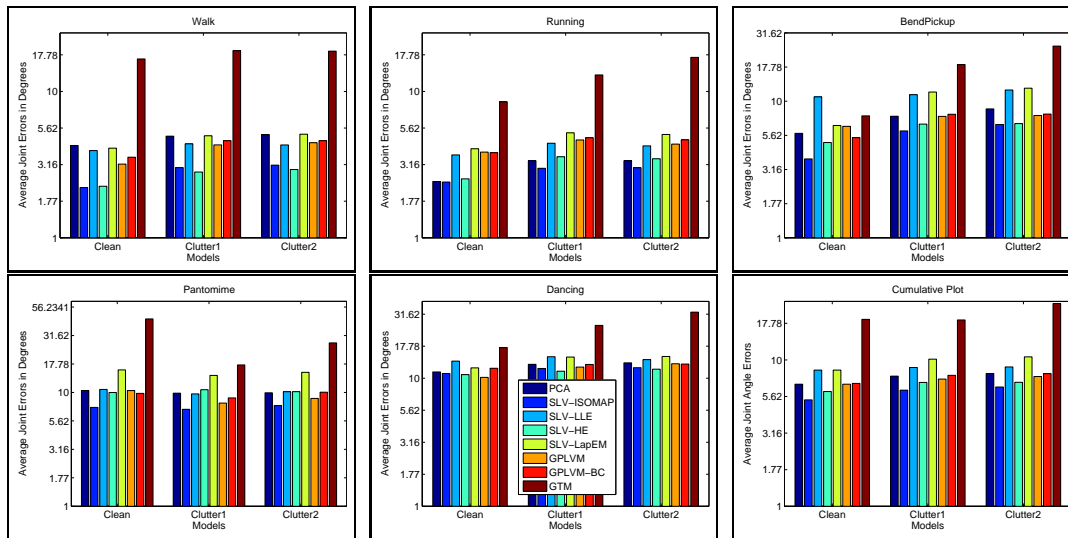 Walk
Average Joint Errors in Degrees
17.78
10
5.62
3.16
1.77
1
Clean
Clutter1
Clutter2
Models
Running
Average Joint Errors in Degrees
17.78
10
5.62
3.16
1.77
1
Clean
Clutter1
Clutter2
Models
BendPickup
Average Joint Errors in Degrees
31.62
17.78
10
5.62
3.16
1.77
1
Clean
Clutter1
Clutter2
Models
Pantomime
Average Joint Errors in Degrees
56.2341
31.62
17.78
10
5.62
3.16
1.77
1
Clean
Clutter1
Clutter2
Models
Dancing
Average Joint Errors in Degrees
31.62
17.78
10
5.62
3.16
1.77
1
PCA
SLV−ISOMAP
SLV−LLE
SLV−HE
SLV−LapEM
GPLVM
GPLVM−BC
GTM
Clean
Clutter1
Clutter2
Models
Cumulative Plot
Average Joint Angle Errors
17.78
10
5.62
3.16
1.77
1
Clean
Clutter1
Clutter2
Models